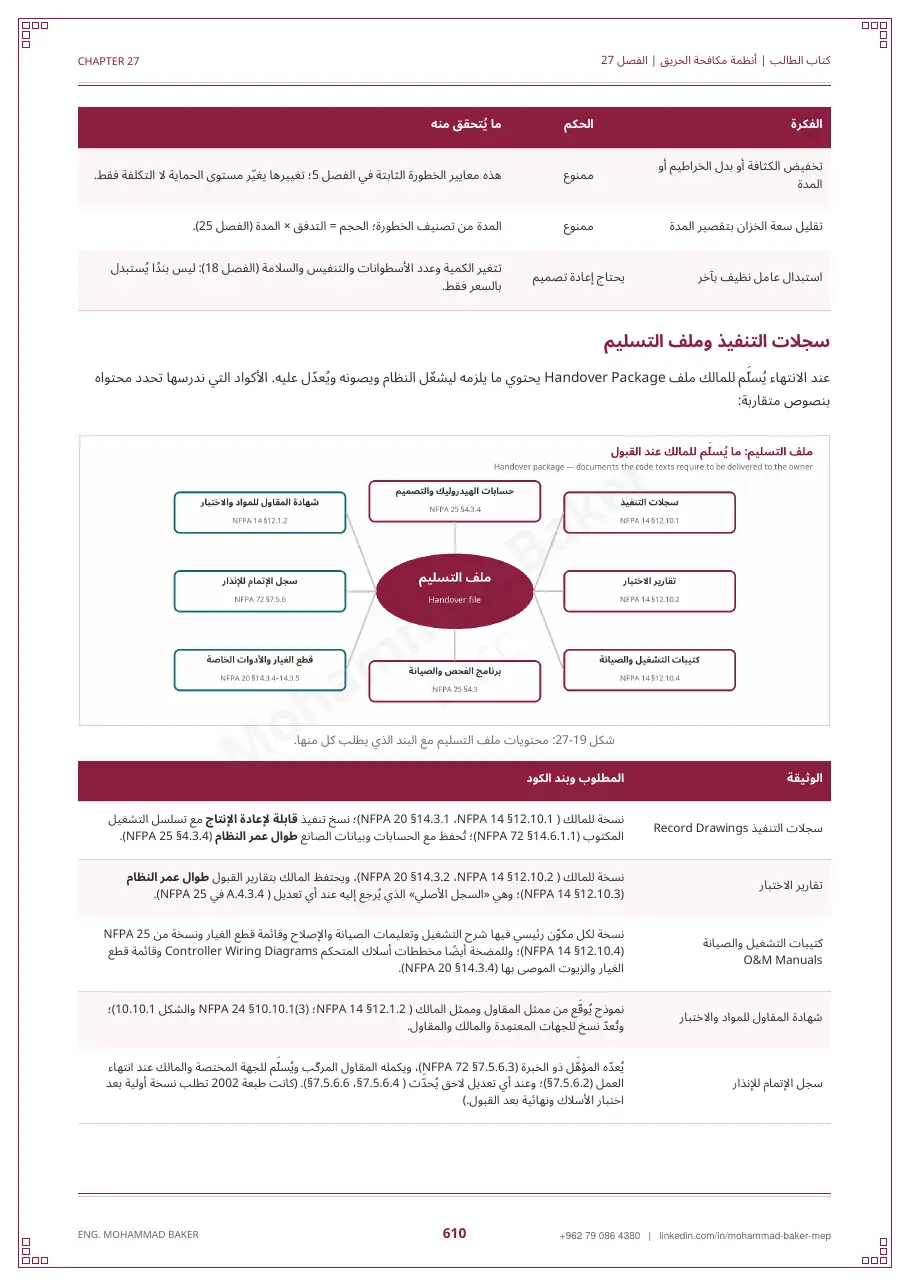 كتاب الطالب | أنظمة مكافحة الحريق | الفصل 27
CHAPTER 27
الفكرة
الحكم
ما يُتحقق منه
تخفيض الكثافة أو بدل الخراطيم أو
المدة
ممنوع
هذه معايير الخطورة الثابتة في الفصل 5؛ تغييرها يغيّر مستوى الحماية لا التكلفة فقط.
تقليل سعة الخزان بتقصير المدة
ممنوع
المدة من تصنيف الخطورة؛ الحجم = التدفق × المدة (الفصل 25).
استبدال عامل نظيف بآخر
يحتاج إعادة تصميم
تتغير الكمية وعدد الأسطوانات والتنفيس والسلامة (الفصل 18)؛ ليس بندًا يُستبدل
بالسعر فقط.
سجلات التنفيذ وملف التسليم
عند الانتهاء يُسلَّم للمالك ملف Handover Package يحتوي ما يلزمه ليشغّل النظام ويصونه ويُعدّل عليه. الأكواد التي ندرسها تحدد محتواه
بنصوص متقاربة:
ملف التسليم: ما يُسلَّم للمالك عند القبول
Handover package — documents the code texts require to be delivered to the owner
سجلات التنفيذ
NFPA 14 §12.10.1
حسابات الهيدروليك والتصميم
NFPA 25 §4.3.4
شهادة المقاول للمواد والاختبار
NFPA 14 §12.1.2
تقارير الاختبار
NFPA 14 §12.10.2
ملف التسليم
Handover file
سجل الإتمام للإنذار
NFPA 72 §7.5.6
كتيبات التشغيل والصيانة
NFPA 14 §12.10.4
برنامج الفحص والصيانة
NFPA 25 §4.3
قطع الغيار والأدوات الخاصة
NFPA 20 §14.3.4–14.3.5
Mohammad Baker
شكل 19-27: محتويات ملف التسليم مع البند الذي يطلب كل منها.
الوثيقة
المطلوب وبند الكود
سجلات التنفيذ Record Drawings
نسخة للمالك (NFPA 14 §12.10.1، NFPA 20 §14.3.1)؛ نسخ تنفيذ قابلة لإعادة الإنتاج مع تسلسل التشغيل
المكتوب (NFPA 72 §14.6.1.1)؛ تُحفظ مع الحسابات وبيانات الصانع طوال عمر النظام (NFPA 25 §4.3.4).
تقارير الاختبار
نسخة للمالك (NFPA 14 §12.10.2، NFPA 20 §14.3.2)، ويحتفظ المالك بتقارير القبول طوال عمر النظام
(NFPA 14 §12.10.3)؛ وهي «السجل الأصلي» الذي يُرجع إليه عند أي تعديل (A.4.3.4 في NFPA 25).
كتيبات التشغيل والصيانة
O&M Manuals
نسخة لكل مكوّن رئيسي فيها شرح التشغيل وتعليمات الصيانة والإصلاح وقائمة قطع الغيار ونسخة من NFPA 25
(NFPA 14 §12.10.4)؛ وللمضخة أيضًا مخططات أسلاك المتحكم Controller Wiring Diagrams وقائمة قطع
الغيار والزيوت الموصى بها (NFPA 20 §14.3.4).
شهادة المقاول للمواد والاختبار
نموذج يُوقَّع من ممثل المقاول وممثل المالك (NFPA 14 §12.1.2؛ NFPA 24 §10.10.1(3) والشكل 10.10.1)؛
وتُعدّ نسخ للجهات المعتمِدة والمالك والمقاول.
سجل الإتمام للإنذار
يُعدّه المؤهَّل ذو الخبرة (NFPA 72 §7.5.6.3)، ويكمله المقاول المركّب ويُسلَّم للجهة المختصة والمالك عند انتهاء
العمل (§7.5.6.2)؛ وعند أي تعديل لاحق يُحدَّث (§7.5.6.4، §7.5.6.6). (كانت طبعة 2002 تطلب نسخة أولية بعد
اختبار الأسلاك ونهائية بعد القبول.)
ENG. MOHAMMAD BAKER
610
+962 79 086 4380 | linkedin.com/in/mohammad-baker-mep